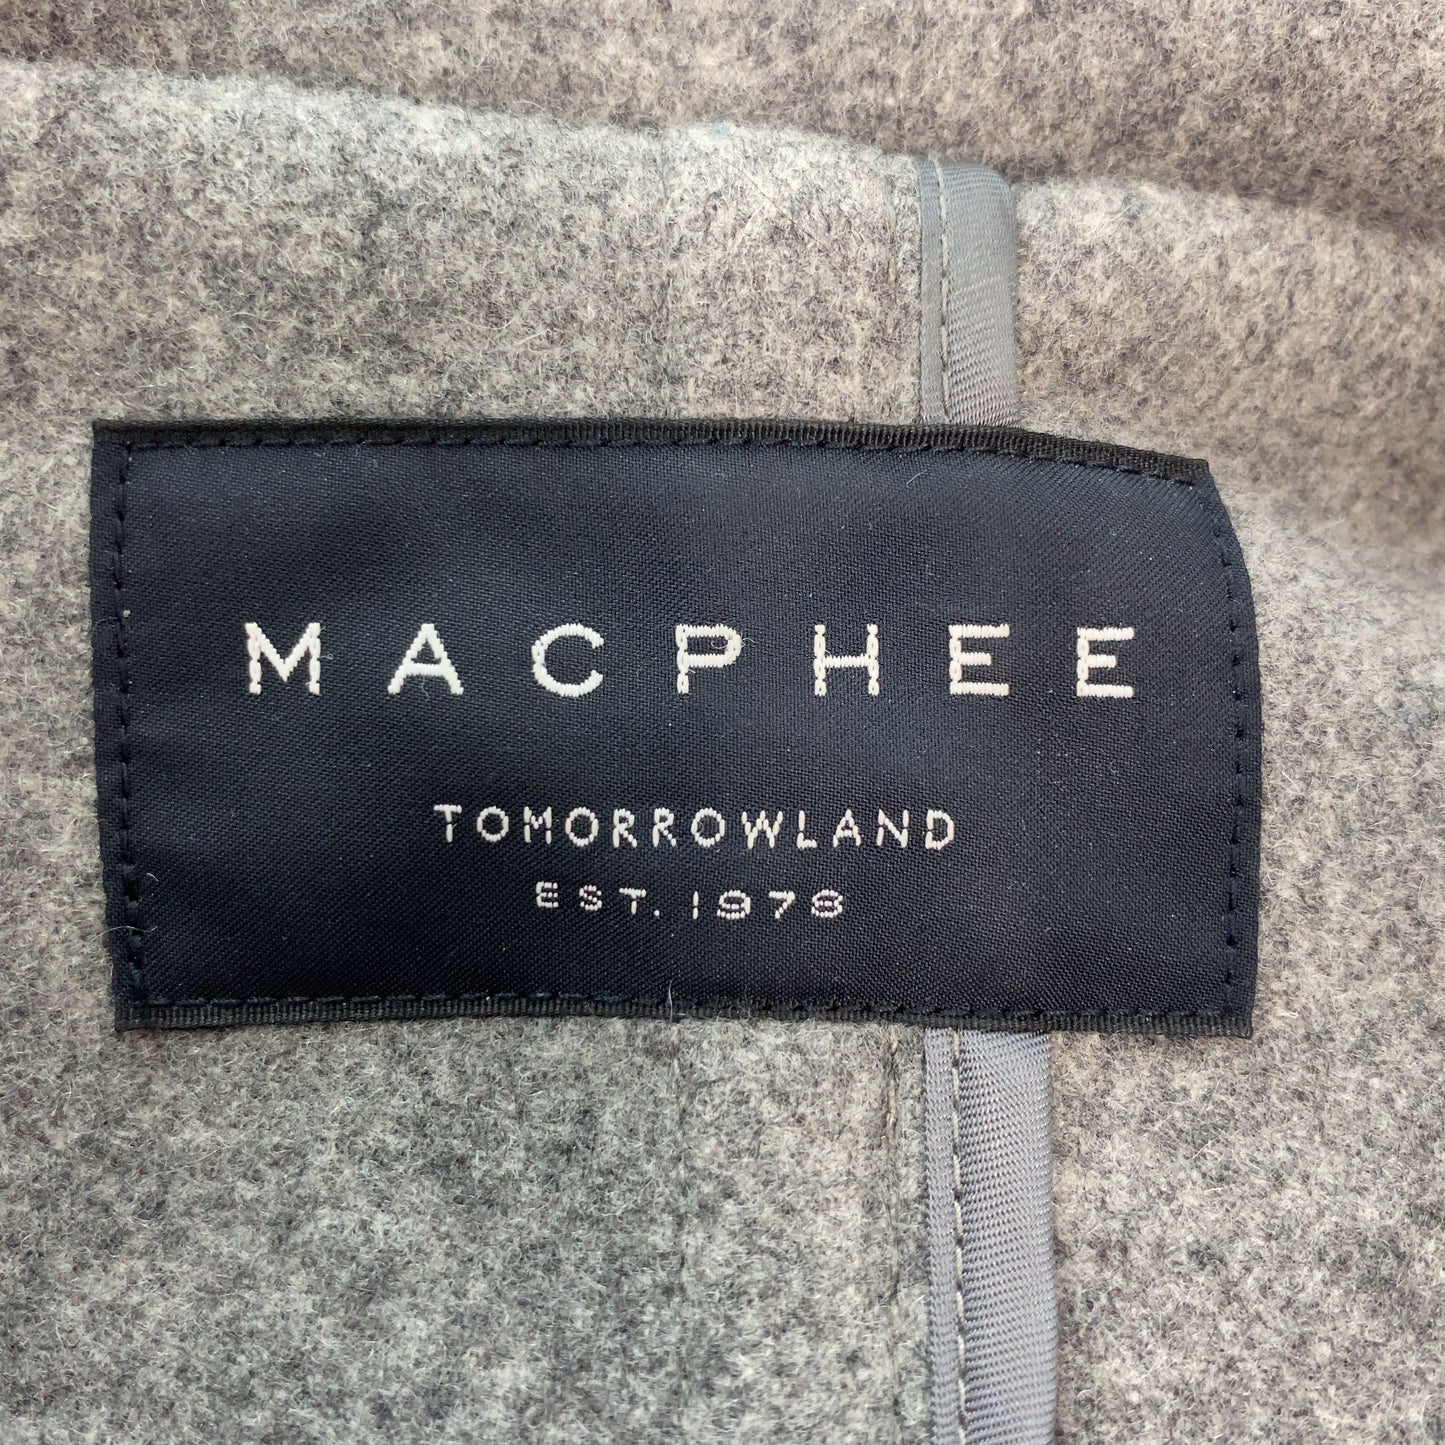 MACPHEE
TOMORROWLAND
EST. 1978